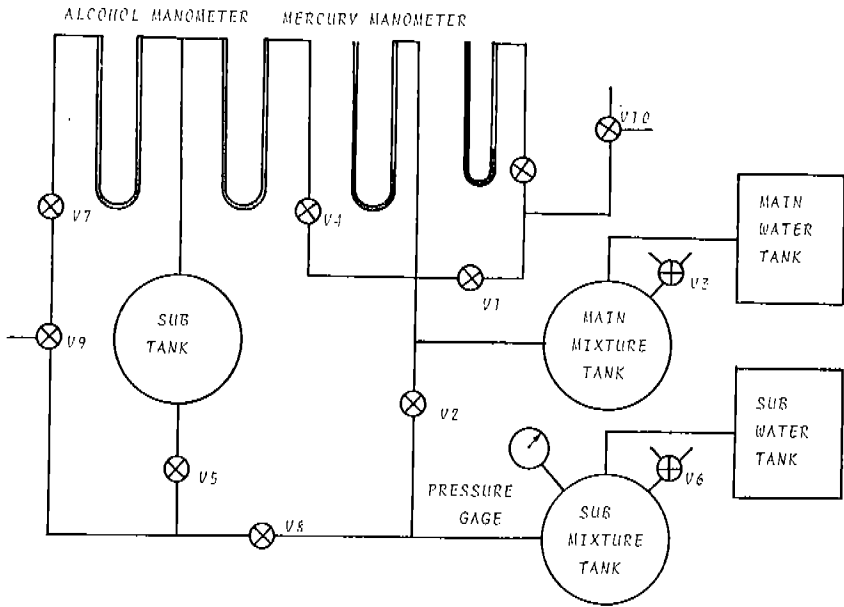 ALCOHOL MANOMETER
MERCURY MANOMETER
V10
V7
V4
MAIN
WATER
TANK
V3
V1
SUB
TANK
MAIN
MIXTURE
TANK
V9
V2
SUB
WATER
TANK
V5
PRESSURE
GAGE
V6
V8
SUB
MIXTURE
TANK